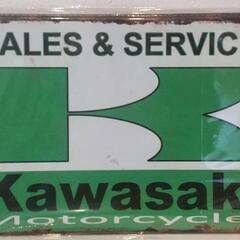 ALES & SERVIC
Kawasak
Motorcycle